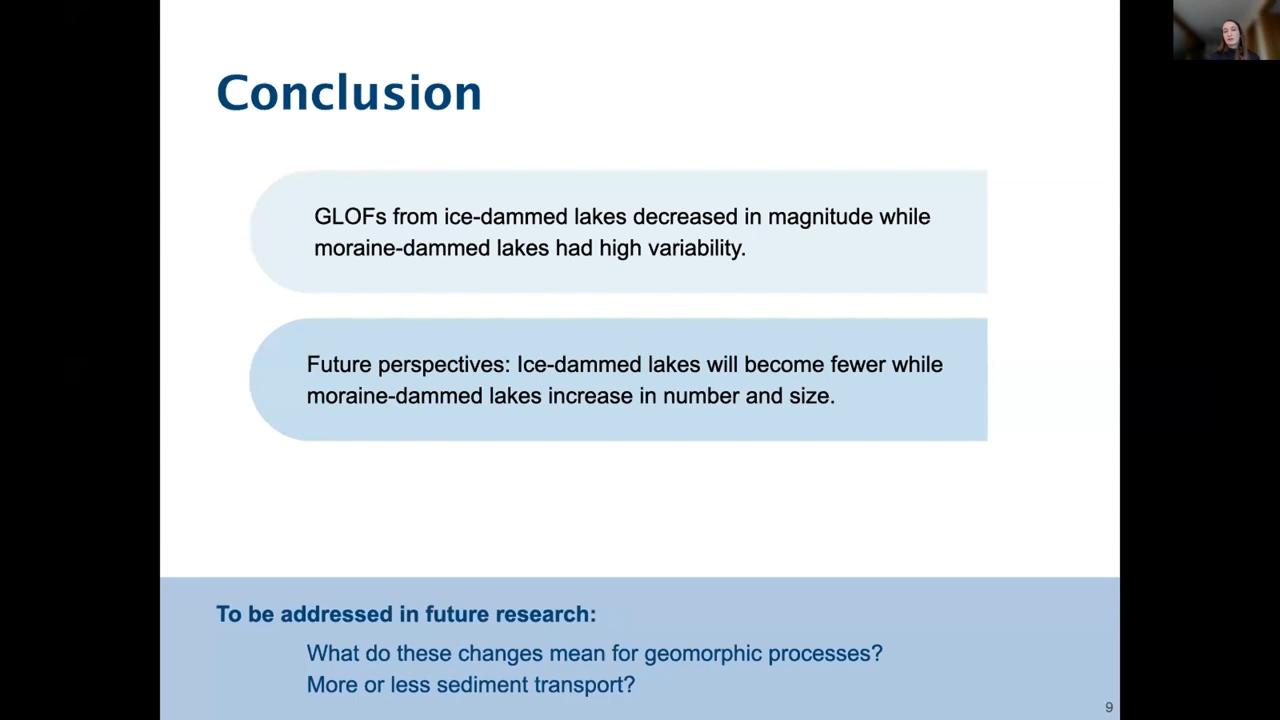 Conclusion
GLOFs from ice-dammed lakes decreased in magnitude while
moraine-dammed lakes had high variability.
Future perspectives: Ice-dammed lakes will become fewer while
moraine-dammed lakes increase in number and size.
To be addressed in future research:
What do these changes mean for geomorphic processes?
More or less sediment transport?
9